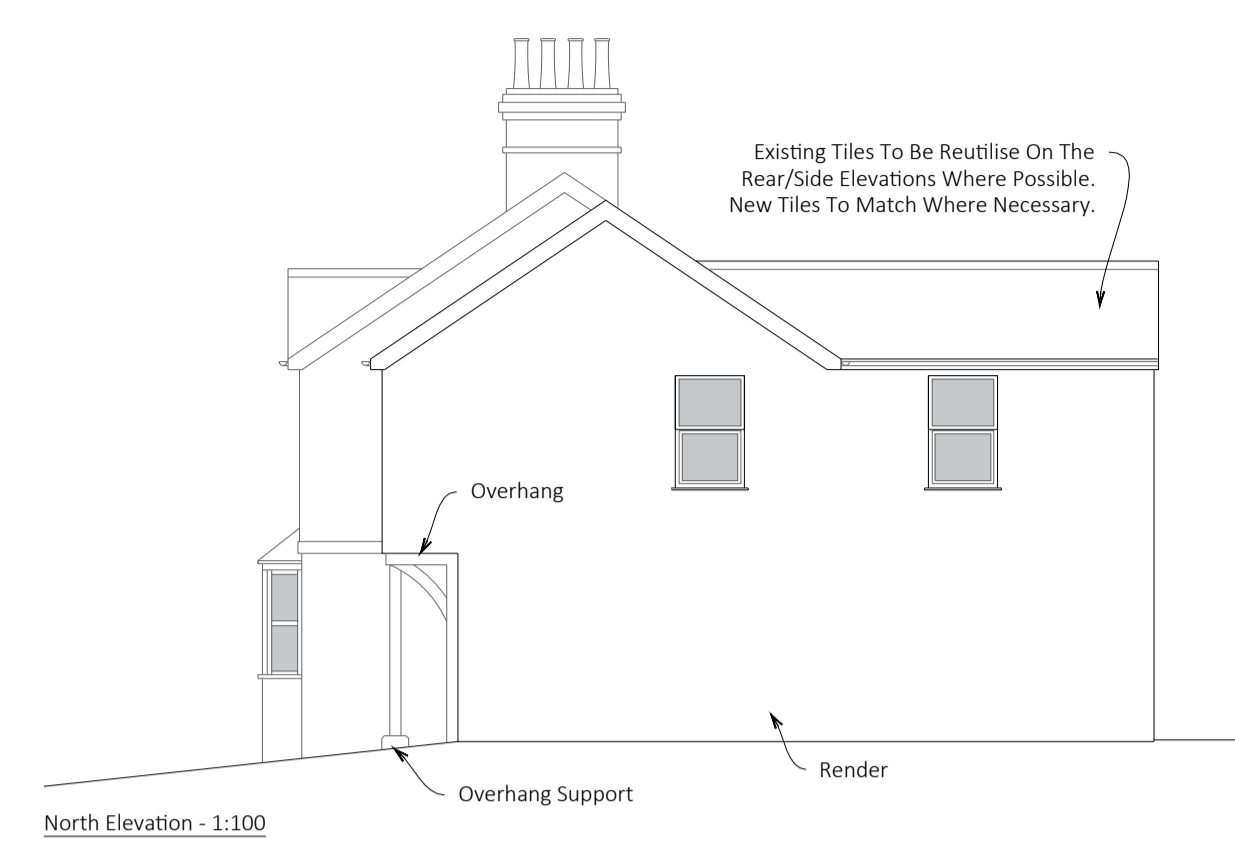 Existing Tiles To Be Reutilise On The
Rear/Side Elevations Where Possible.
New Tiles To Match Where Necessary.
Overhang
Render
Overhang Support
North Elevation - 1:100